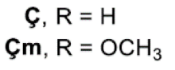 Ç, R = H
Çm, R = OCH₃